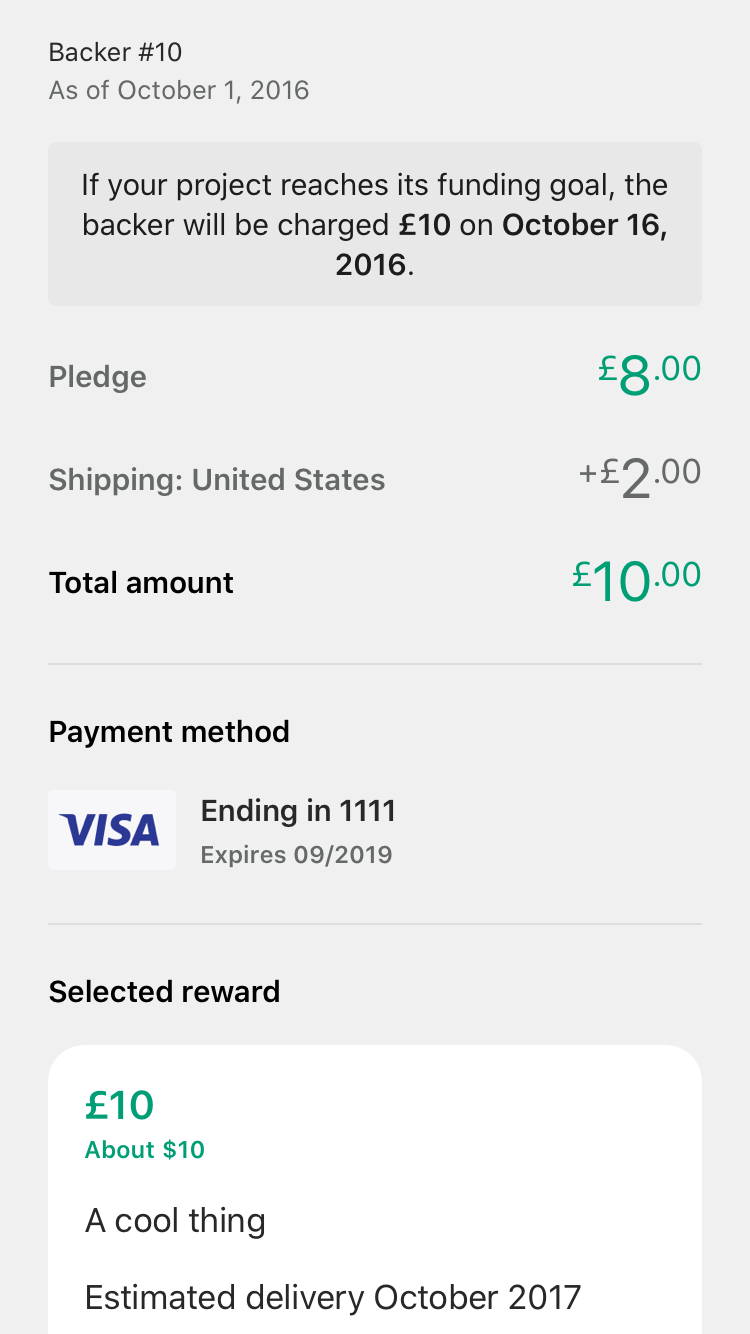 Backer #10
As of October 1, 2016
If your project reaches its funding goal, the
backer will be charged £10 on October 16,
2016.
Pledge £8.00
Shipping: United States +£2.00
Total amount £10.00
Payment method
VISA
Ending in 1111
Expires 09/2019
Selected reward
£10
About $10
A cool thing
Estimated delivery October 2017